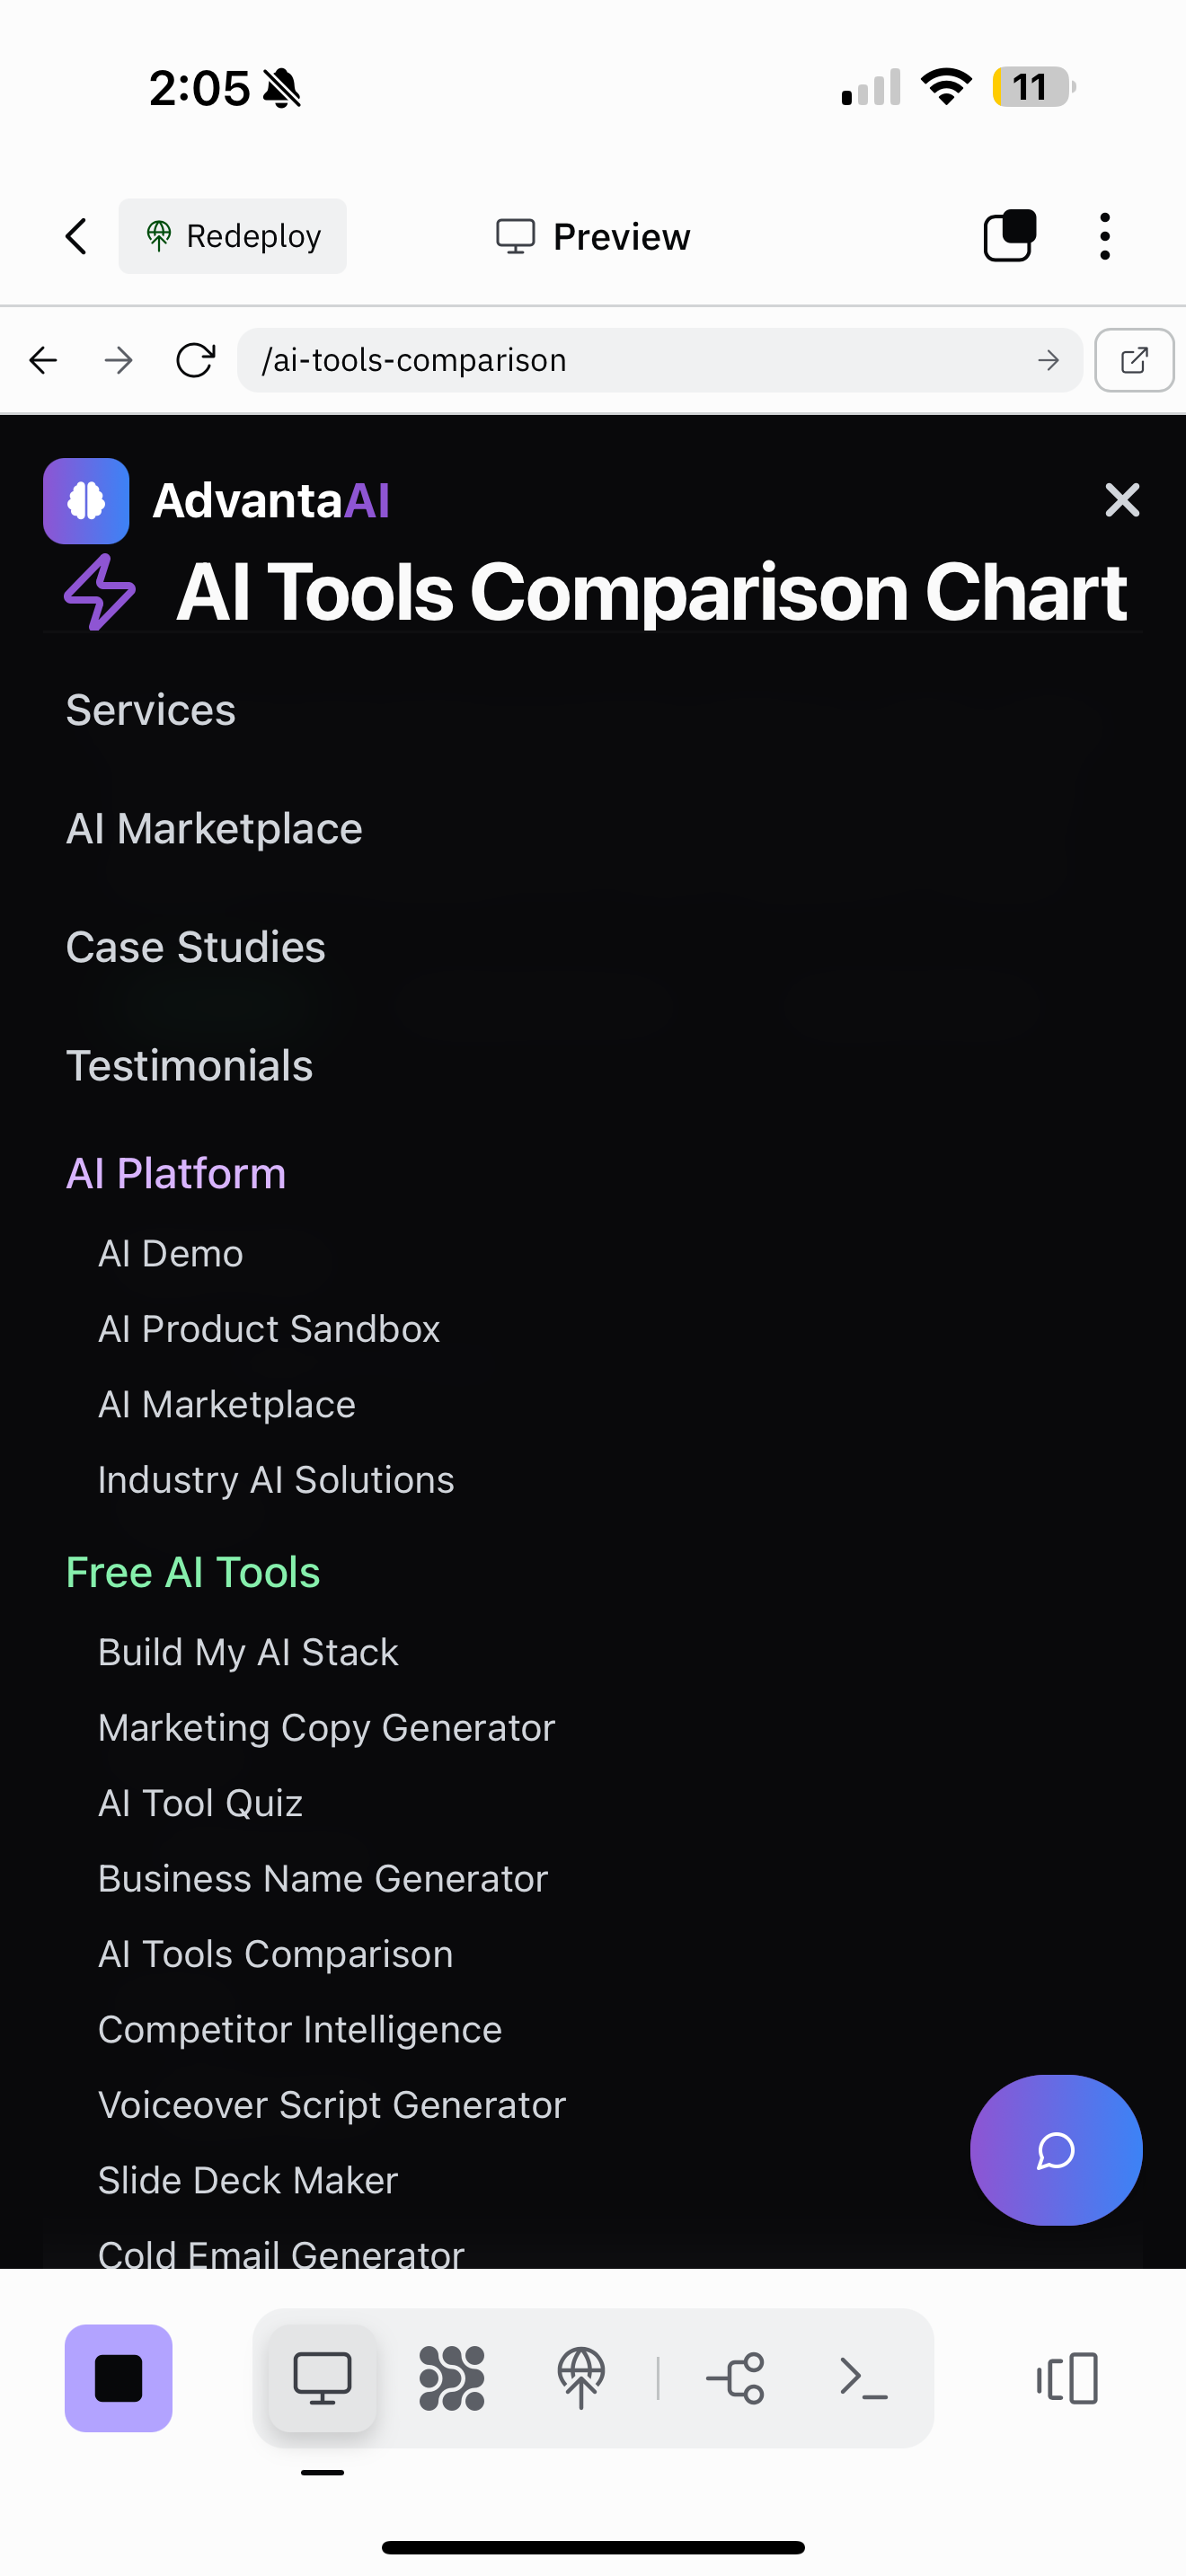 2:05
11
Redeploy
Preview
/ai-tools-comparison
AdvantaAI
AI Tools Comparison Chart
Services
AI Marketplace
Case Studies
Testimonials
AI Platform
AI Demo
AI Product Sandbox
AI Marketplace
Industry AI Solutions
Free AI Tools
Build My AI Stack
Marketing Copy Generator
AI Tool Quiz
Business Name Generator
AI Tools Comparison
Competitor Intelligence
Voiceover Script Generator
Slide Deck Maker
Cold Email Generator